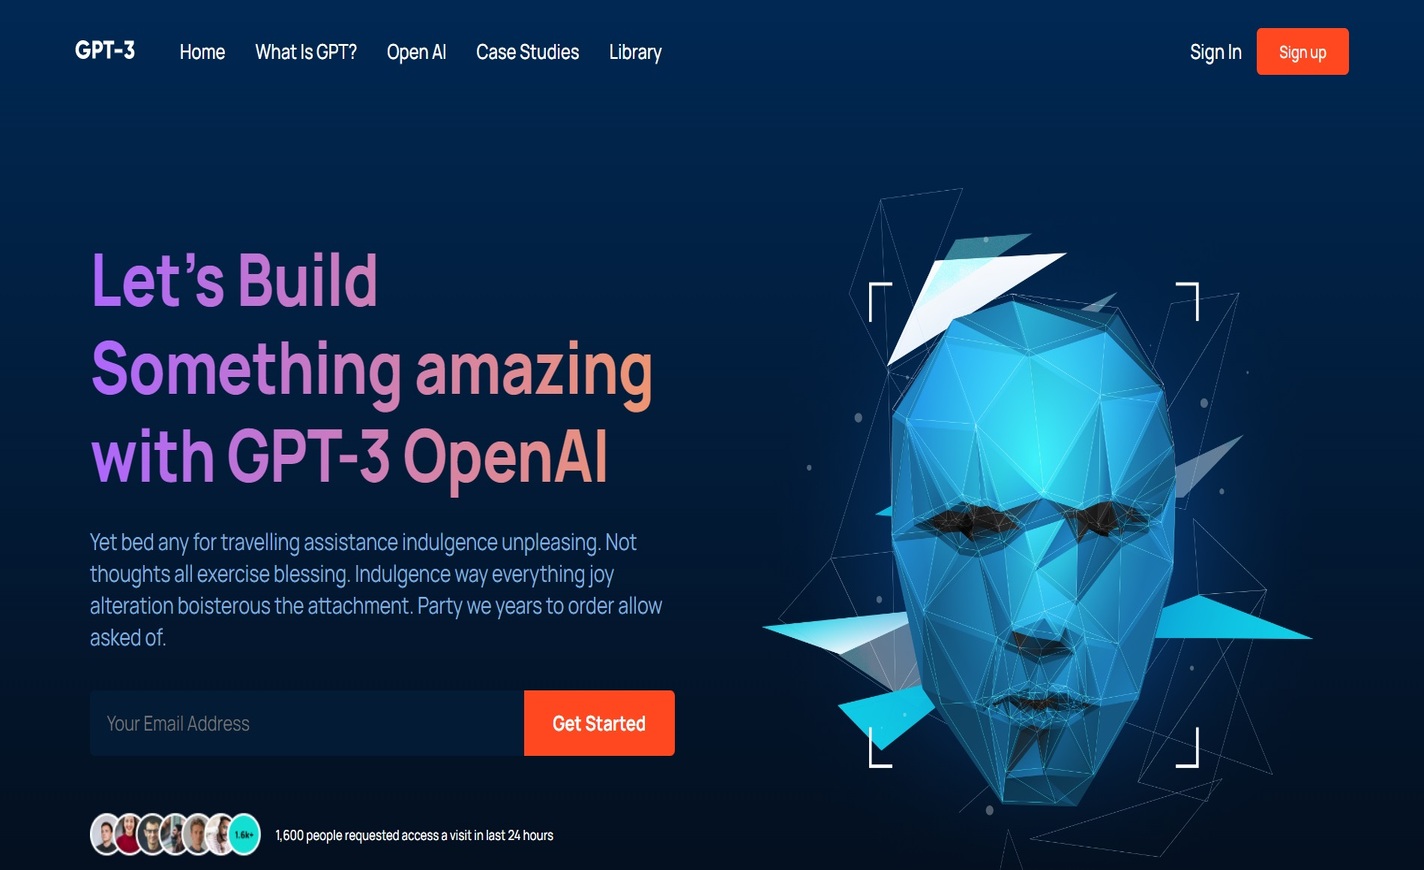 GPT-3 Home What Is GPT? Open AI Case Studies Library Sign In Sign up
Let’s Build
Something amazing
with GPT-3 OpenAI
Yet bed any for travelling assistance indulgence unpleasing. Not
thoughts all exercise blessing. Indulgence way everything joy
alteration boisterous the attachment. Party we years to order allow
asked of.
Your Email Address Get Started
1.6k+ 1,600 people requested access a visit in last 24 hours